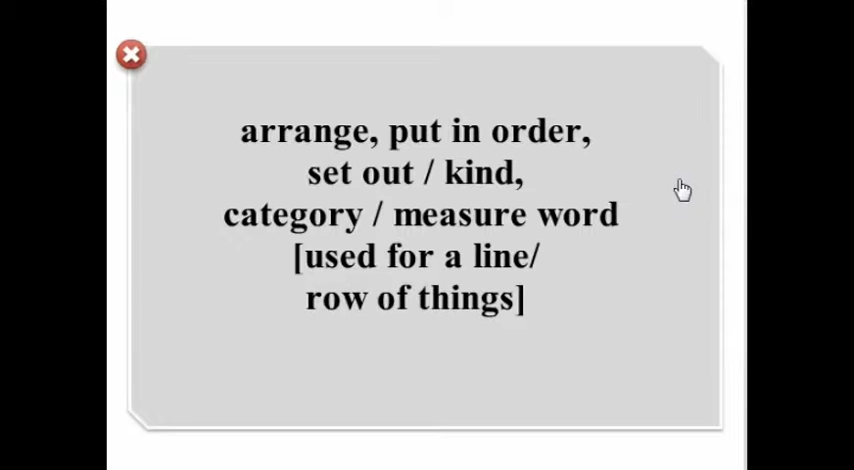 arrange, put in order,
set out / kind,
category / measure word
[used for a line/
row of things]